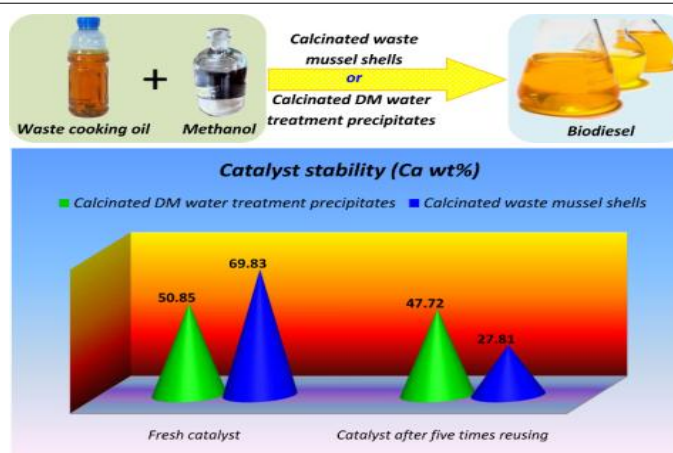 Calcinated waste
mussel shells
or
Calcinated DM water
treatment precipitates
+
Waste cooking oil
Methanol
Biodiesel
Catalyst stability (Ca wt%)
Calcinated DM water treatment precipitates
Calcinated waste mussel shells
50.85
69.83
47.72
27.81
Fresh catalyst
Catalyst after five times reusing